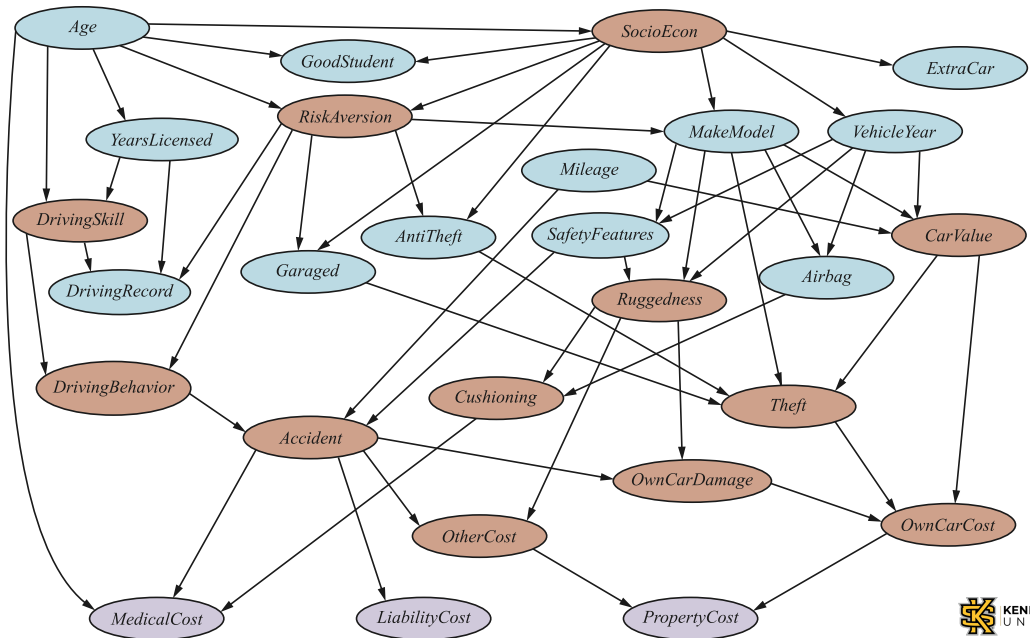 Age
SocioEcon
GoodStudent
ExtraCar
RiskAversion
YearsLicensed
MakeModel
VehicleYear
Mileage
DrivingSkill
AntiTheft
SafetyFeatures
CarValue
Garaged
Airbag
DrivingRecord
Ruggedness
DrivingBehavior
Cushioning
Theft
Accident
OwnCarDamage
OtherCost
OwnCarCost
MedicalCost
LiabilityCost
PropertyCost